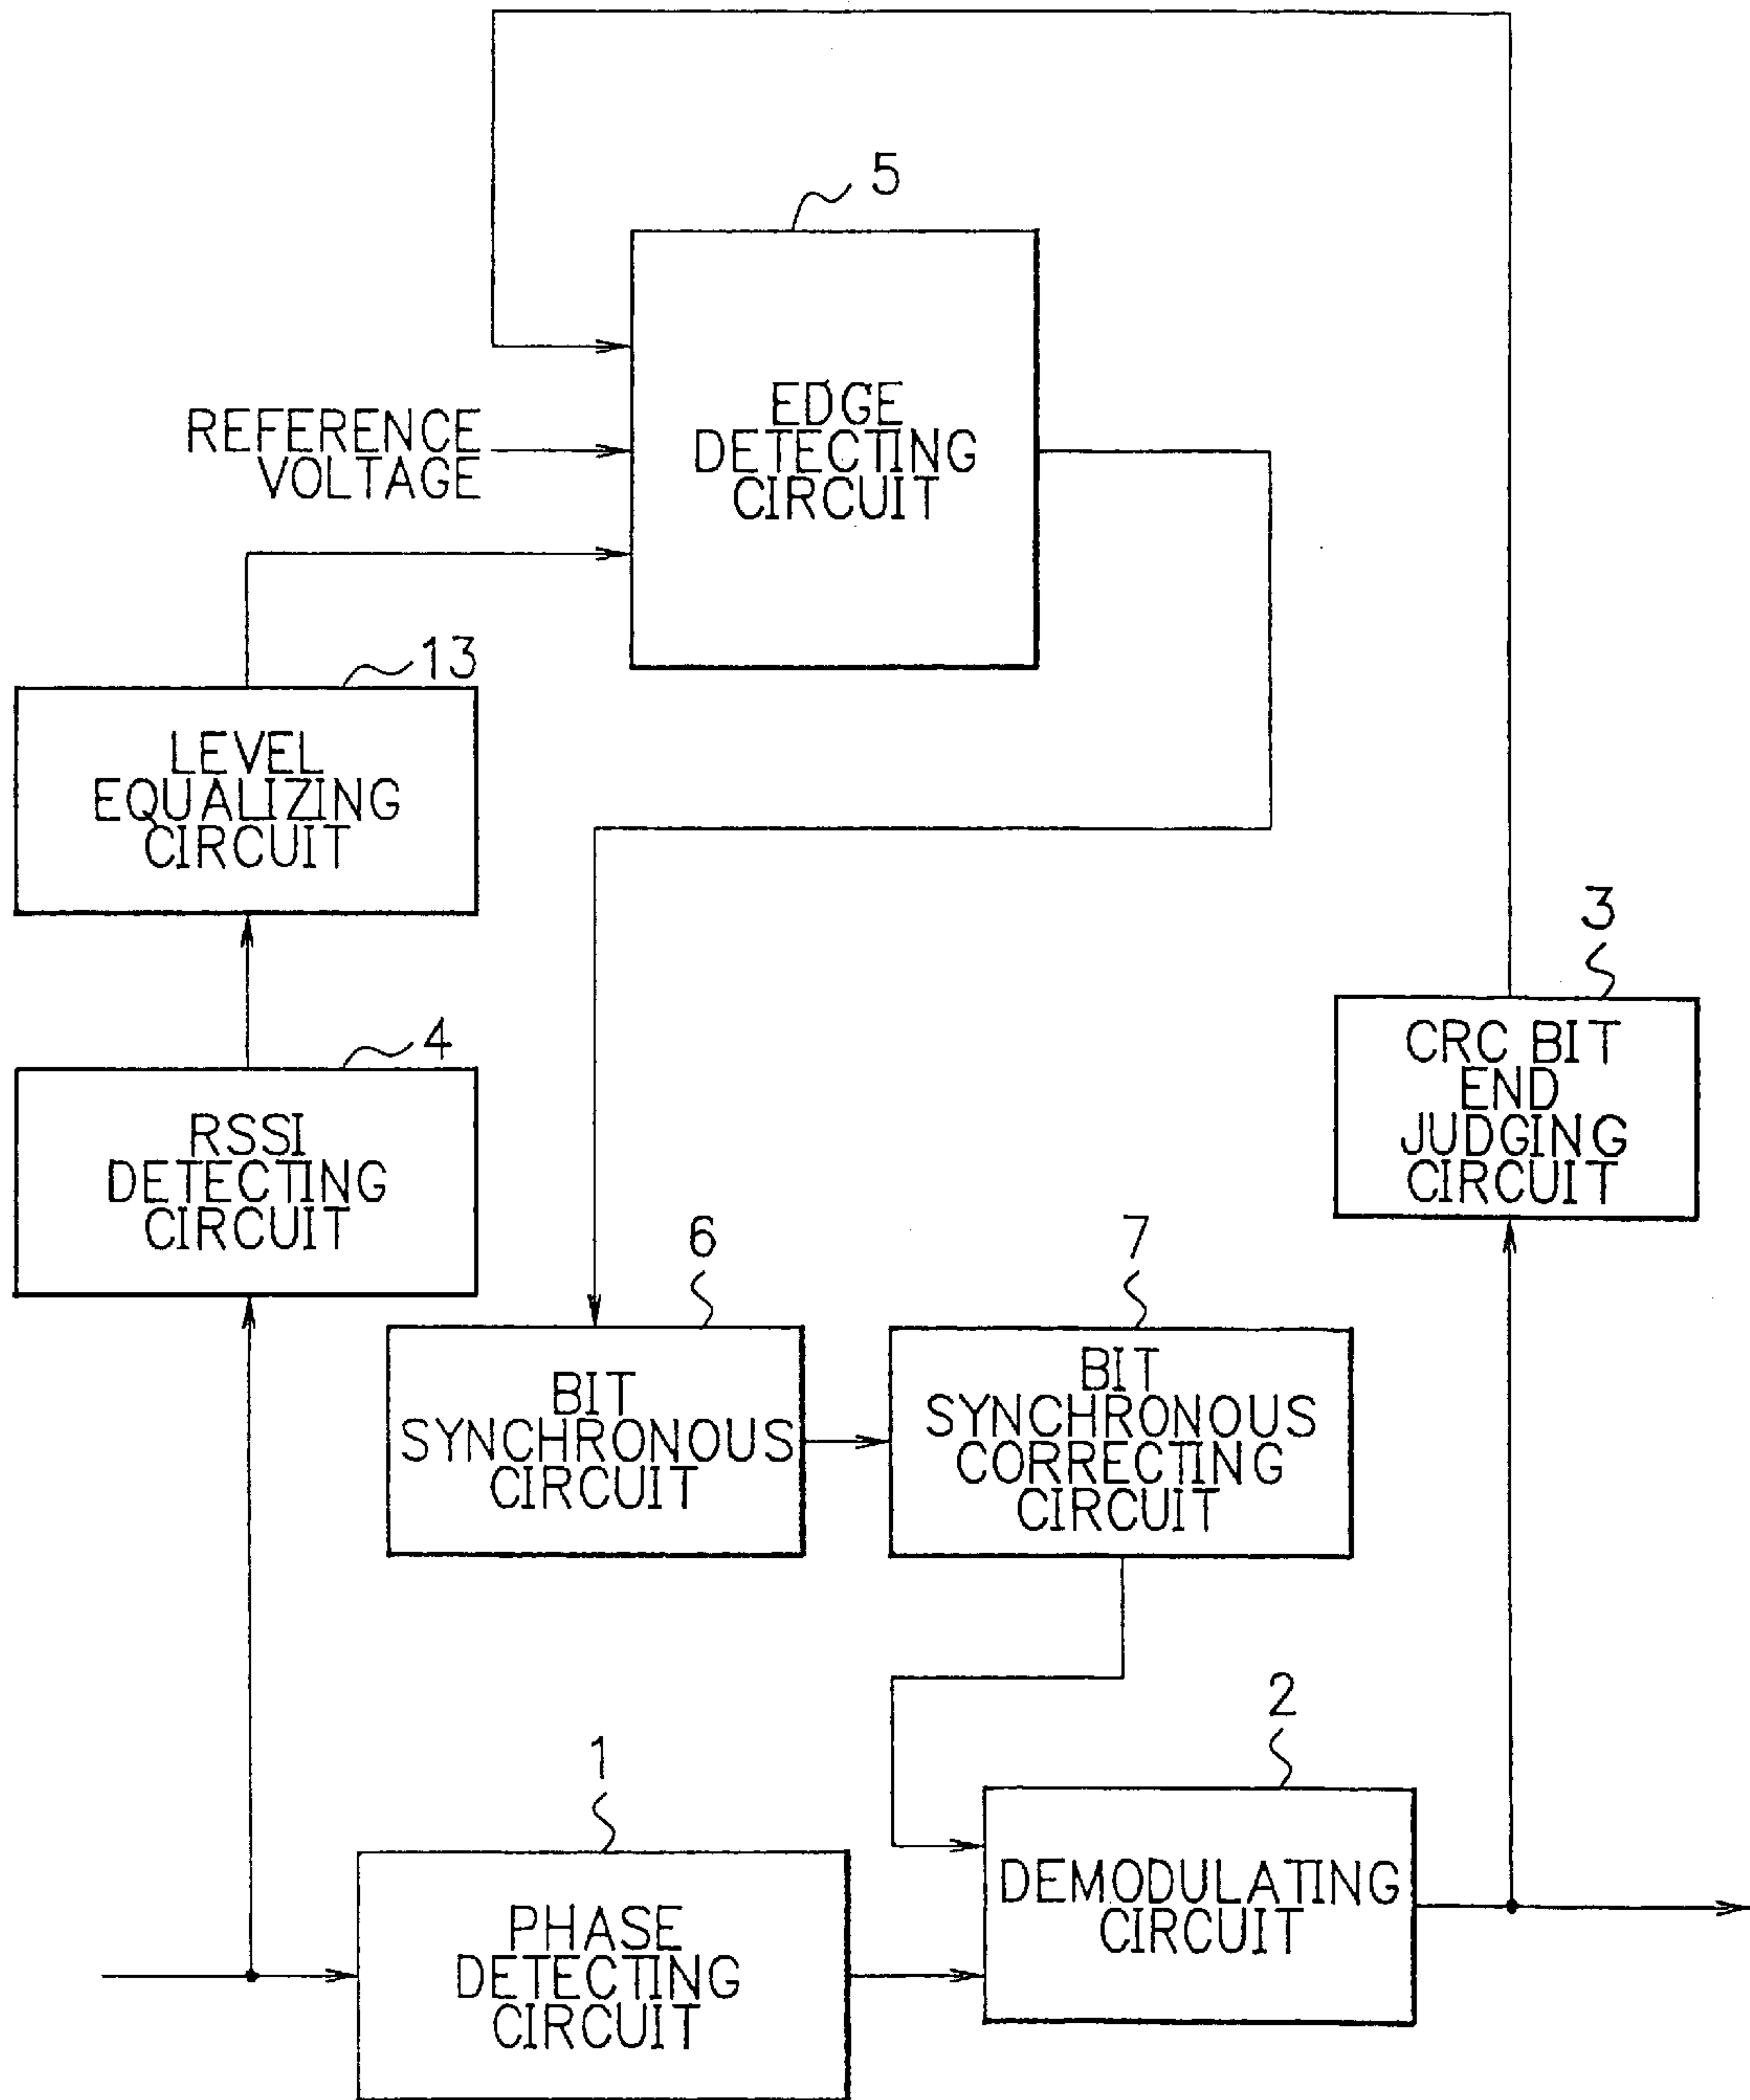 5
EDGE
DETECTING
CIRCUIT
REFERENCE
VOLTAGE
13
LEVEL
EQUALIZING
CIRCUIT
3
CRC BIT
END
JUDGING
CIRCUIT
4
RSSI
DETECTING
CIRCUIT
6
BIT
SYNCHRONOUS
CIRCUIT
7
BIT
SYNCHRONOUS
CORRECTING
CIRCUIT
2
DEMODULATING
CIRCUIT
1
PHASE
DETECTING
CIRCUIT